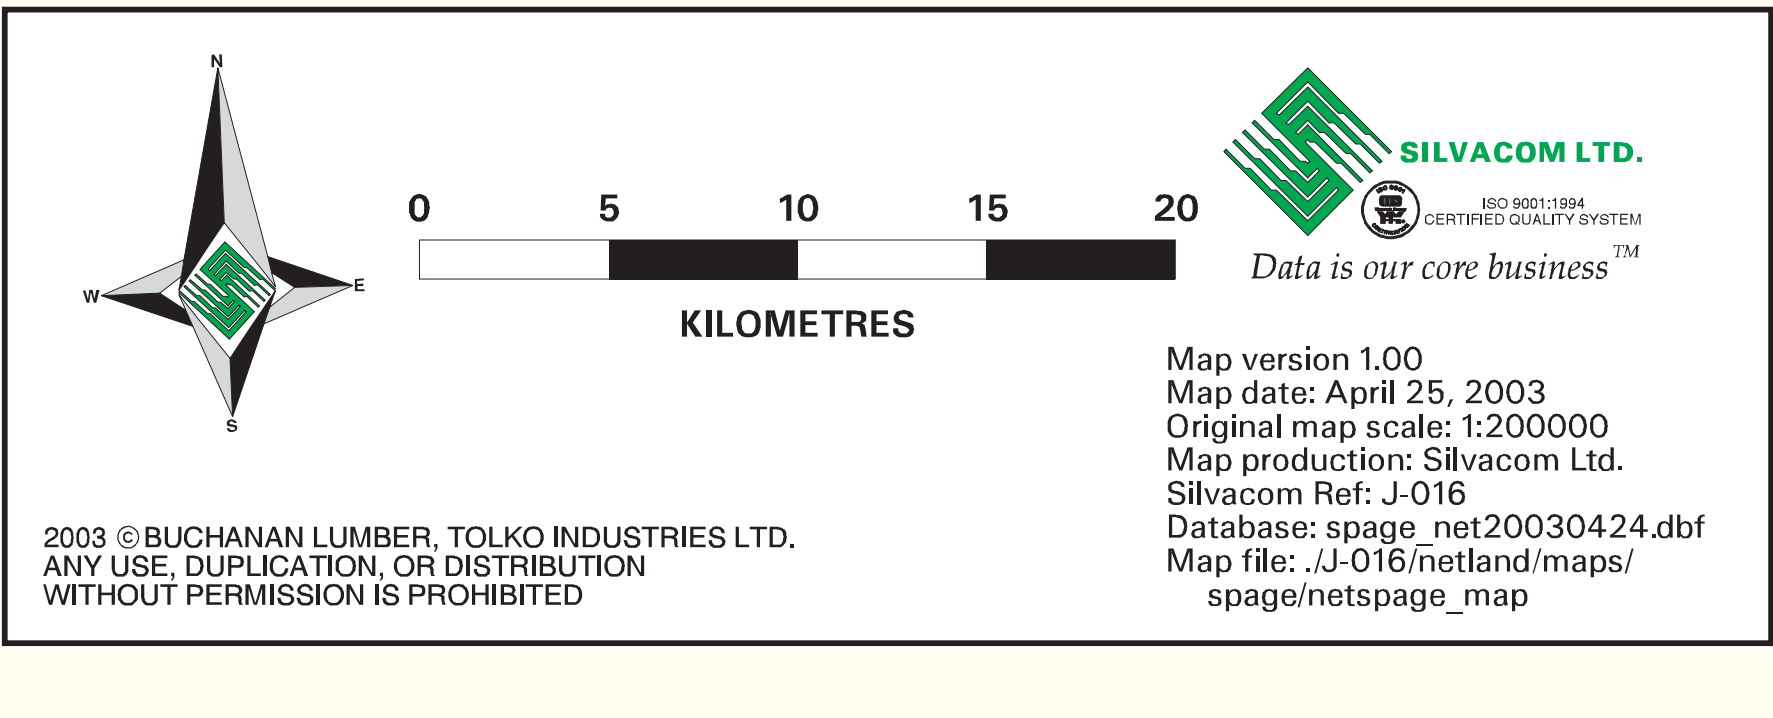 N
W
E
S
0 5 10 15 20
KILOMETRES
SILVACOM LTD.
ISO 9001
ISO 9001:1994
CERTIFIED QUALITY SYSTEM
Data is our core business™
Map version 1.00
Map date: April 25, 2003
Original map scale: 1:200000
Map production: Silvacom Ltd.
Silvacom Ref: J-016
Database: spage_net20030424.dbf
Map file: ./J-016/netland/maps/
spage/netspage_map
2003 © BUCHANAN LUMBER, TOLKO INDUSTRIES LTD.
ANY USE, DUPLICATION, OR DISTRIBUTION
WITHOUT PERMISSION IS PROHIBITED